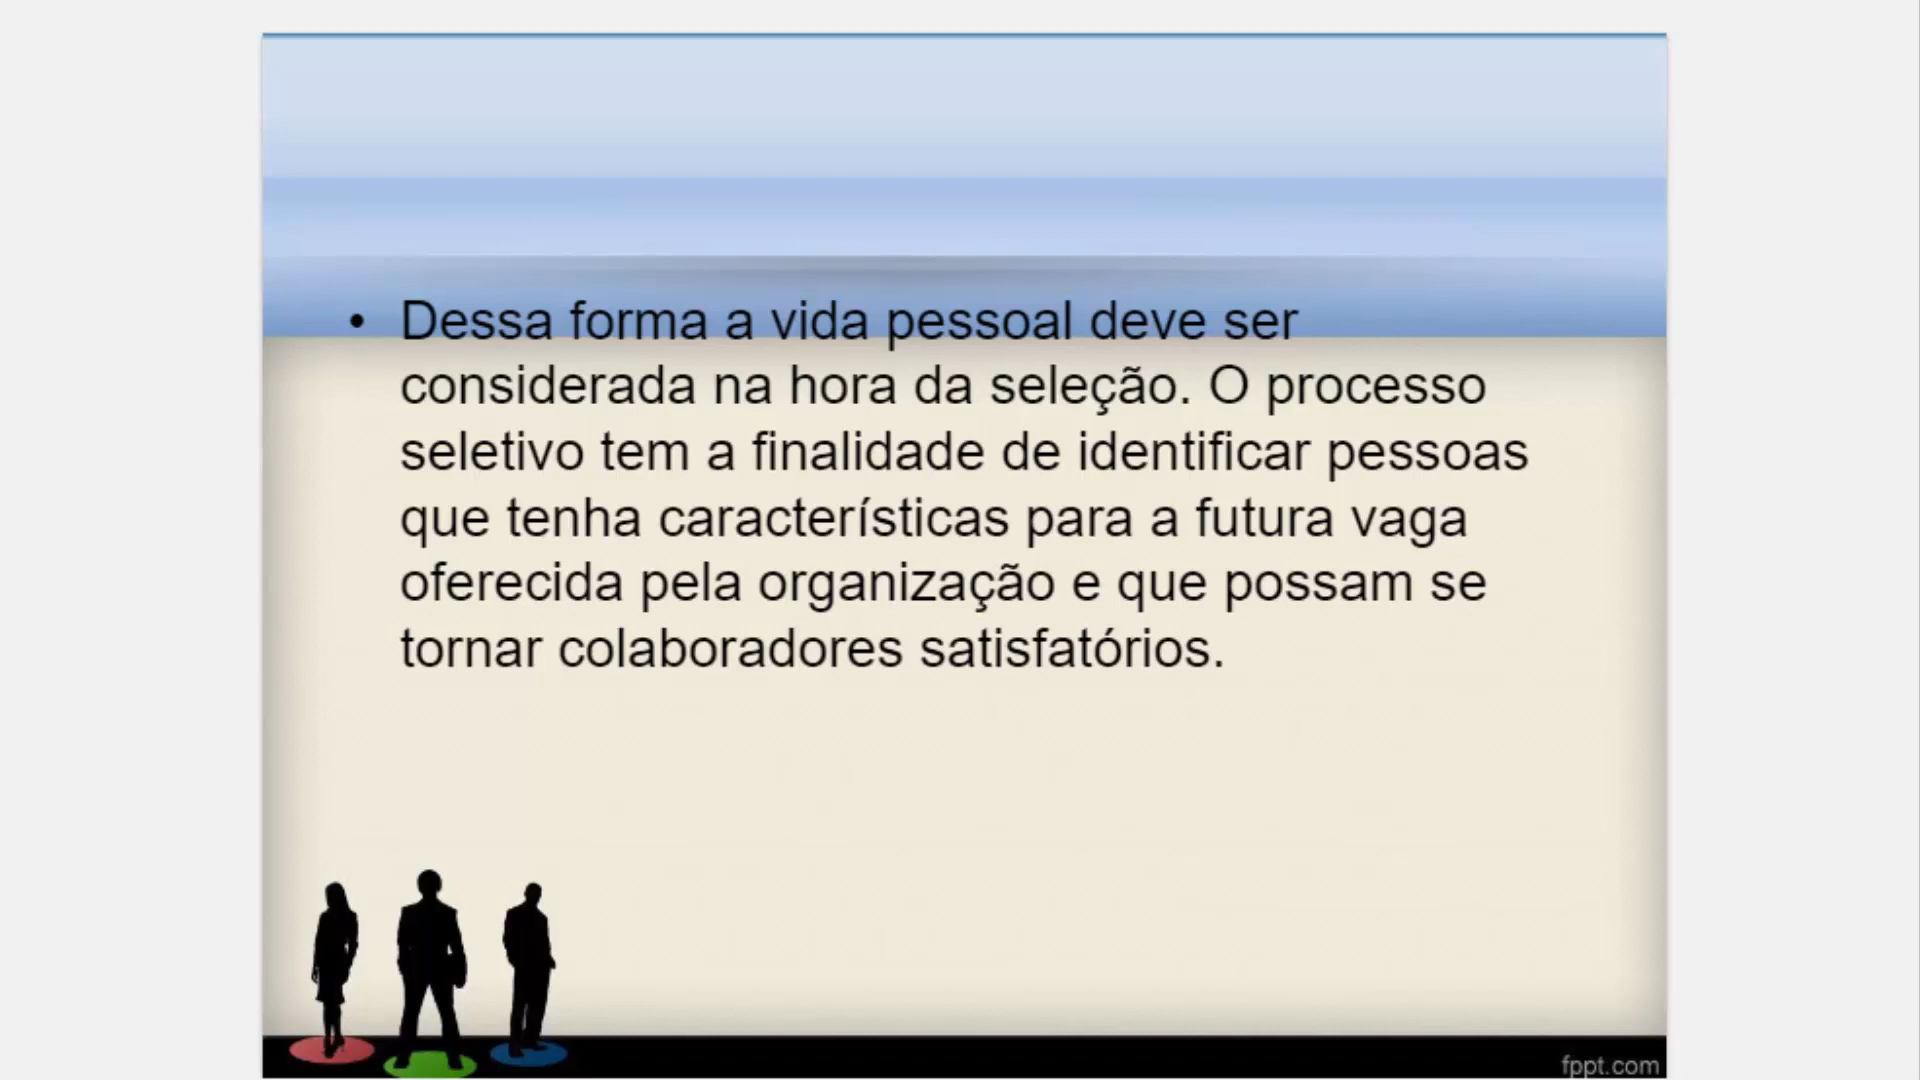 • Dessa forma a vida pessoal deve ser
considerada na hora da seleção. O processo
seletivo tem a finalidade de identificar pessoas
que tenha características para a futura vaga
oferecida pela organização e que possam se
tornar colaboradores satisfatórios.
fppt.com